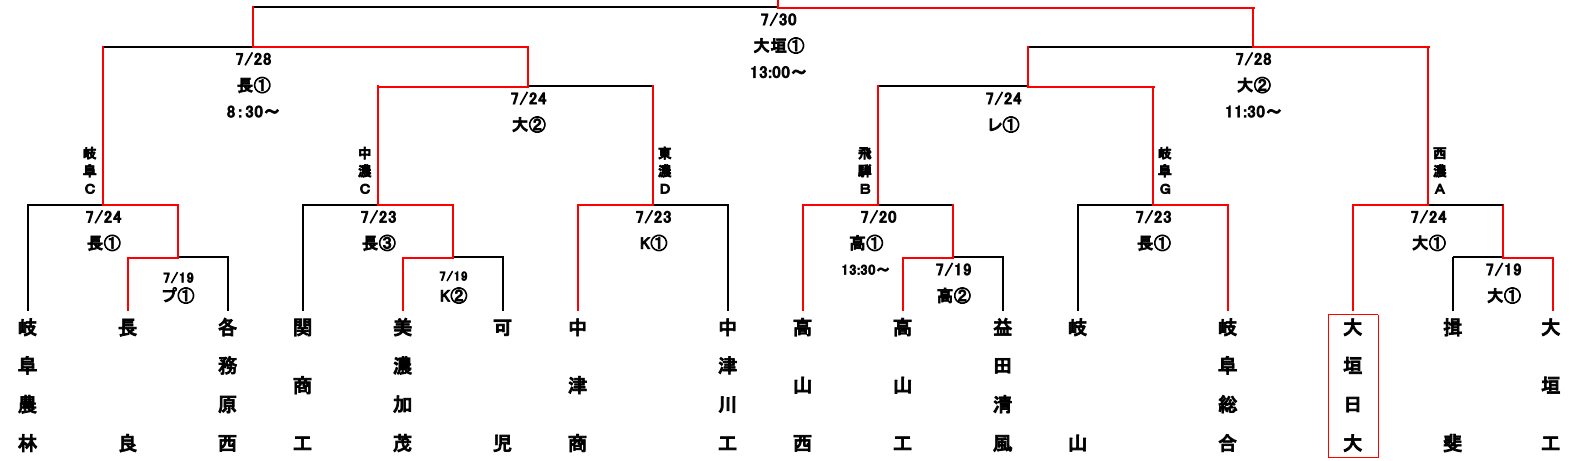 7/30
大垣①
13:00～
7/28
長①
8:30～
7/28
大②
11:30～
7/24
大②
7/24
レ①
岐阜C
中濃C
東濃D
飛騨B
岐阜G
西濃A
7/24
長①
7/23
長③
7/23
K①
7/20
高①
13:30～
7/23
長①
7/24
大①
7/19
プ①
7/19
K②
7/19
高②
7/19
大①
岐阜農林
長良
各務原西
関商工
美濃加茂
可児
中津商
中津川工
高山西
高山工
益田清風
岐山
岐阜総合
大垣日大
揖斐
大垣工